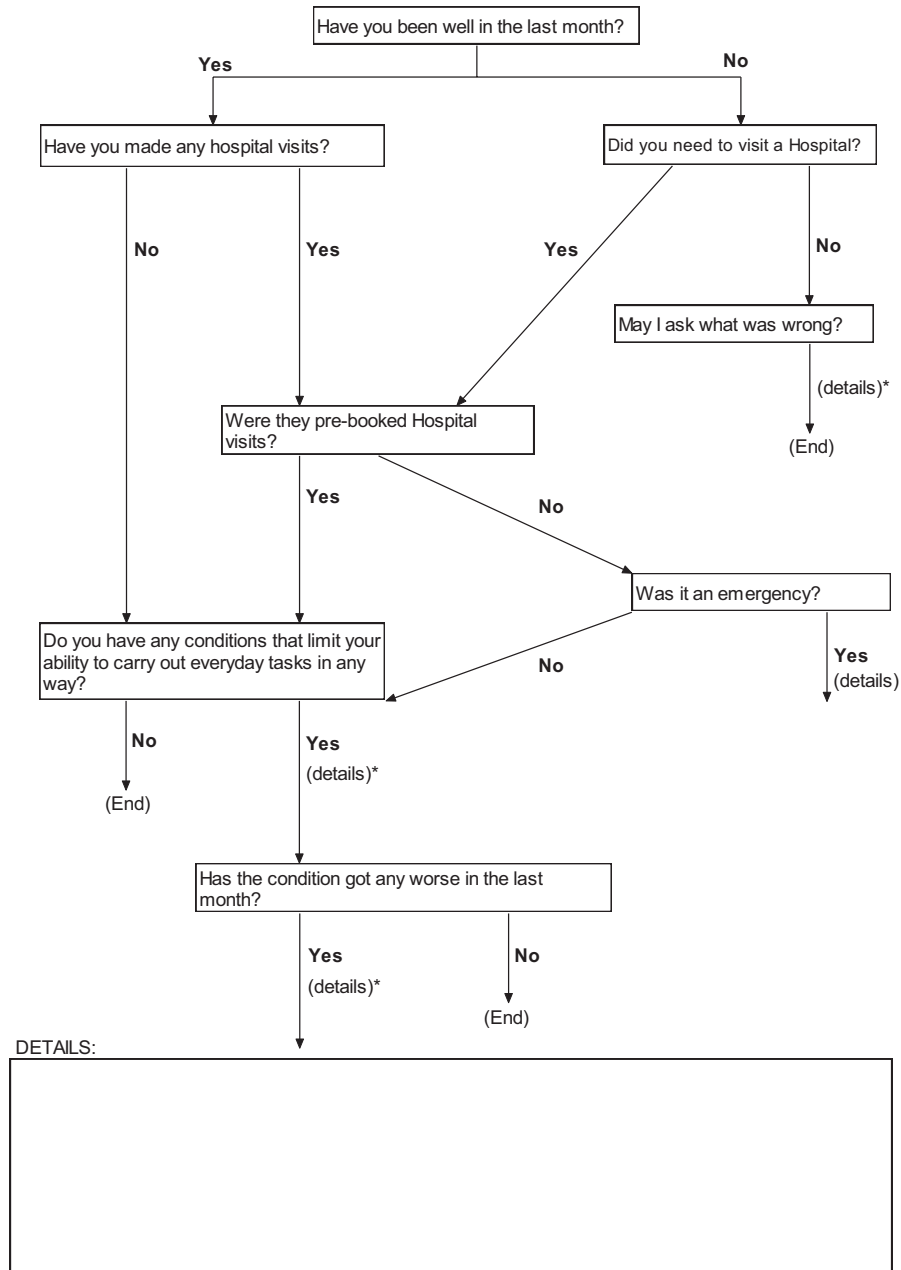 Have you been well in the last month?
Yes
No
Have you made any hospital visits?
Did you need to visit a Hospital?
No
Yes
Yes
No
May I ask what was wrong?
(details)*
(End)
Were they pre-booked Hospital
visits?
Yes
No
Was it an emergency?
Do you have any conditions that limit your
ability to carry out everyday tasks in any
way?
No
Yes
(details)
No
Yes
(details)*
(End)
Has the condition got any worse in the last
month?
Yes
(details)*
No
(End)
DETAILS: